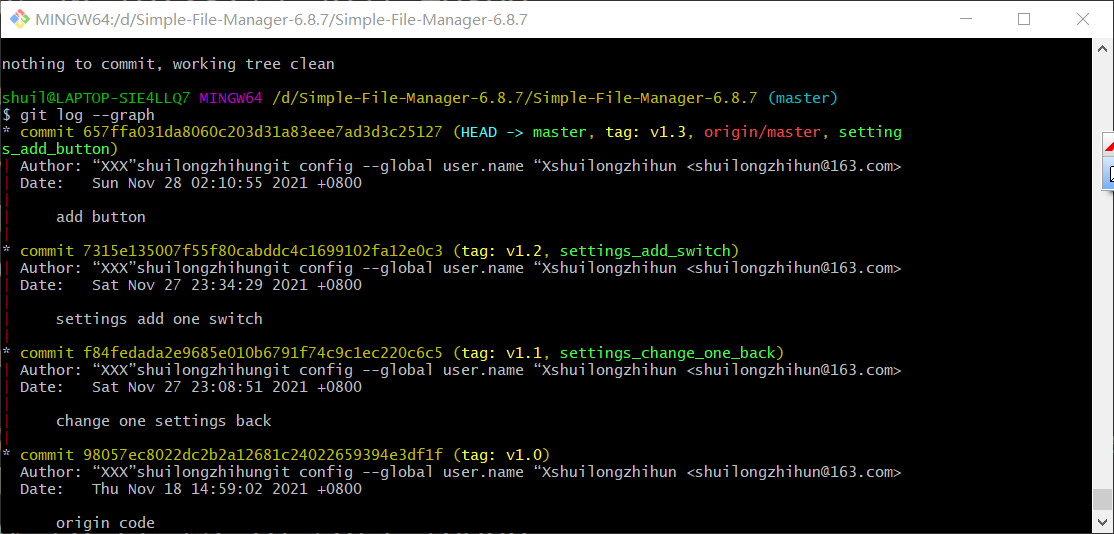 MINGW64:/d/Simple-File-Manager-6.8.7/Simple-File-Manager-6.8.7
nothing to commit, working tree clean
shuil@LAPTOP-SIE4LLQ7 MINGW64 /d/Simple-File-Manager-6.8.7/Simple-File-Manager-6.8.7 (master)
$ git log --graph
* commit 657ffa031da8060c203d31a83eee7ad3d3c25127 (HEAD -> master, tag: v1.3, origin/master, setting
s_add_button)
| Author: “XXX”shuilongzhihungit config --global user.name “Xshuilongzhihun <shuilongzhihun@163.com>
| Date:   Sun Nov 28 02:10:55 2021 +0800
|
|     add button
|
* commit 7315e135007f55f80cabddc4c1699102fa12e0c3 (tag: v1.2, settings_add_switch)
| Author: “XXX”shuilongzhihungit config --global user.name “Xshuilongzhihun <shuilongzhihun@163.com>
| Date:   Sat Nov 27 23:34:29 2021 +0800
|
|     settings add one switch
|
* commit f84fedada2e9685e010b6791f74c9c1ec220c6c5 (tag: v1.1, settings_change_one_back)
| Author: “XXX”shuilongzhihungit config --global user.name “Xshuilongzhihun <shuilongzhihun@163.com>
| Date:   Sat Nov 27 23:08:51 2021 +0800
|
|     change one settings back
|
* commit 98057ec8022dc2b2a12681c24022659394e3df1f (tag: v1.0)
  Author: “XXX”shuilongzhihungit config --global user.name “Xshuilongzhihun <shuilongzhihun@163.com>
  Date:   Thu Nov 18 14:59:02 2021 +0800
      origin code